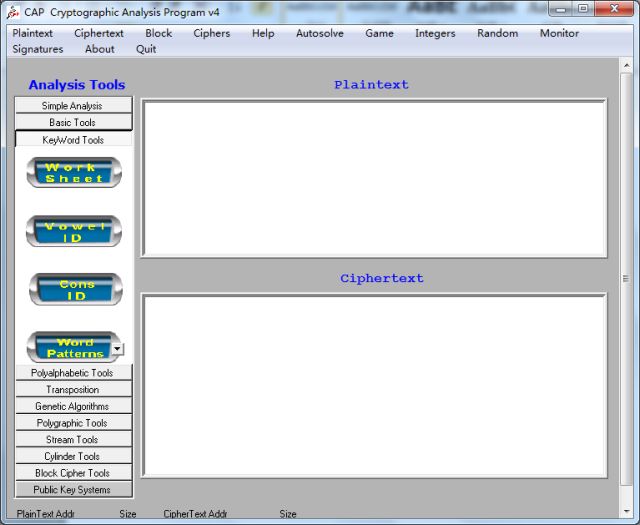 CAP Cryptographic Analysis Program v4
Plaintext Ciphertext Block Ciphers Help Autosolve Game Integers Random Monitor
Signatures About Quit
Analysis Tools
Simple Analysis
Basic Tools
KeyWord Tools
Work
Sheet
Vowel
ID
Cons
ID
Word
Patterns
Polyalphabetic Tools
Transposition
Genetic Algorithms
Polygraphic Tools
Stream Tools
Cylinder Tools
Block Cipher Tools
Public Key Systems
Plaintext
Ciphertext
PlainText Addr Size CipherText Addr Size